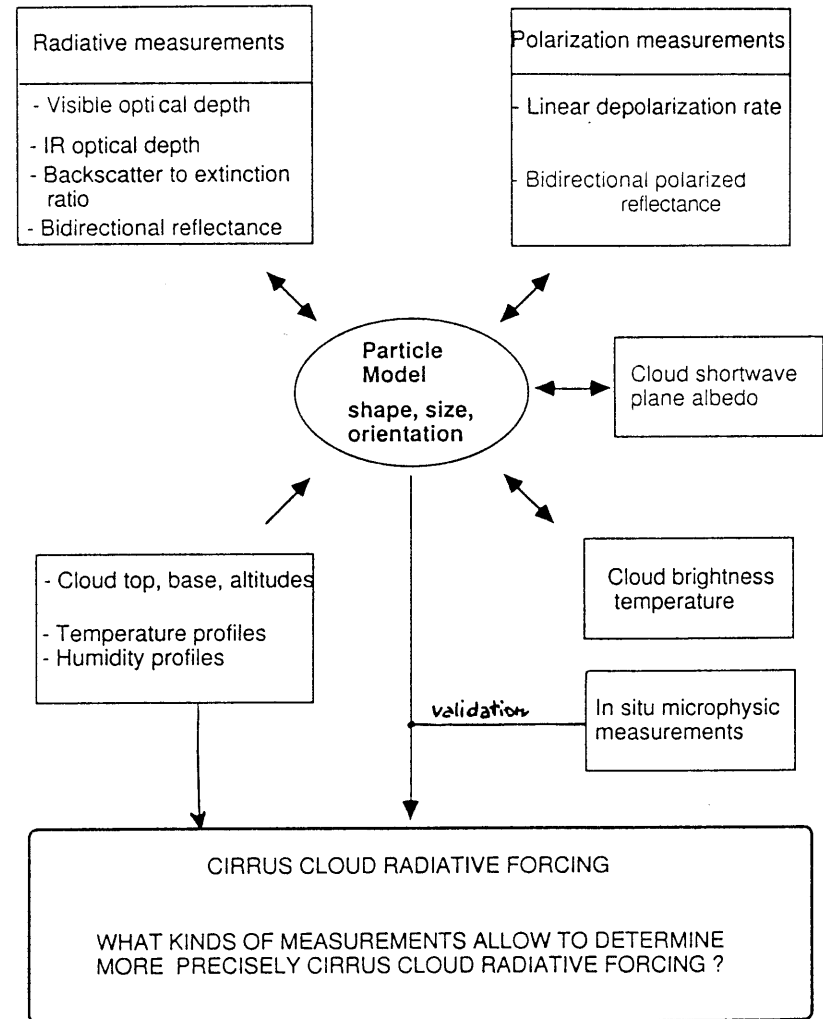 Radiative measurements
- Visible optical depth
- IR optical depth
- Backscatter to extinction
ratio
- Bidirectional reflectance
Polarization measurements
- Linear depolarization rate
- Bidirectional polarized
reflectance
Particle
Model
shape, size,
orientation
Cloud shortwave
plane albedo
- Cloud top, base, altitudes
- Temperature profiles
- Humidity profiles
Cloud brightness
temperature
validation
In situ microphysic
measurements
CIRRUS CLOUD RADIATIVE FORCING
WHAT KINDS OF MEASUREMENTS ALLOW TO DETERMINE
MORE PRECISELY CIRRUS CLOUD RADIATIVE FORCING ?